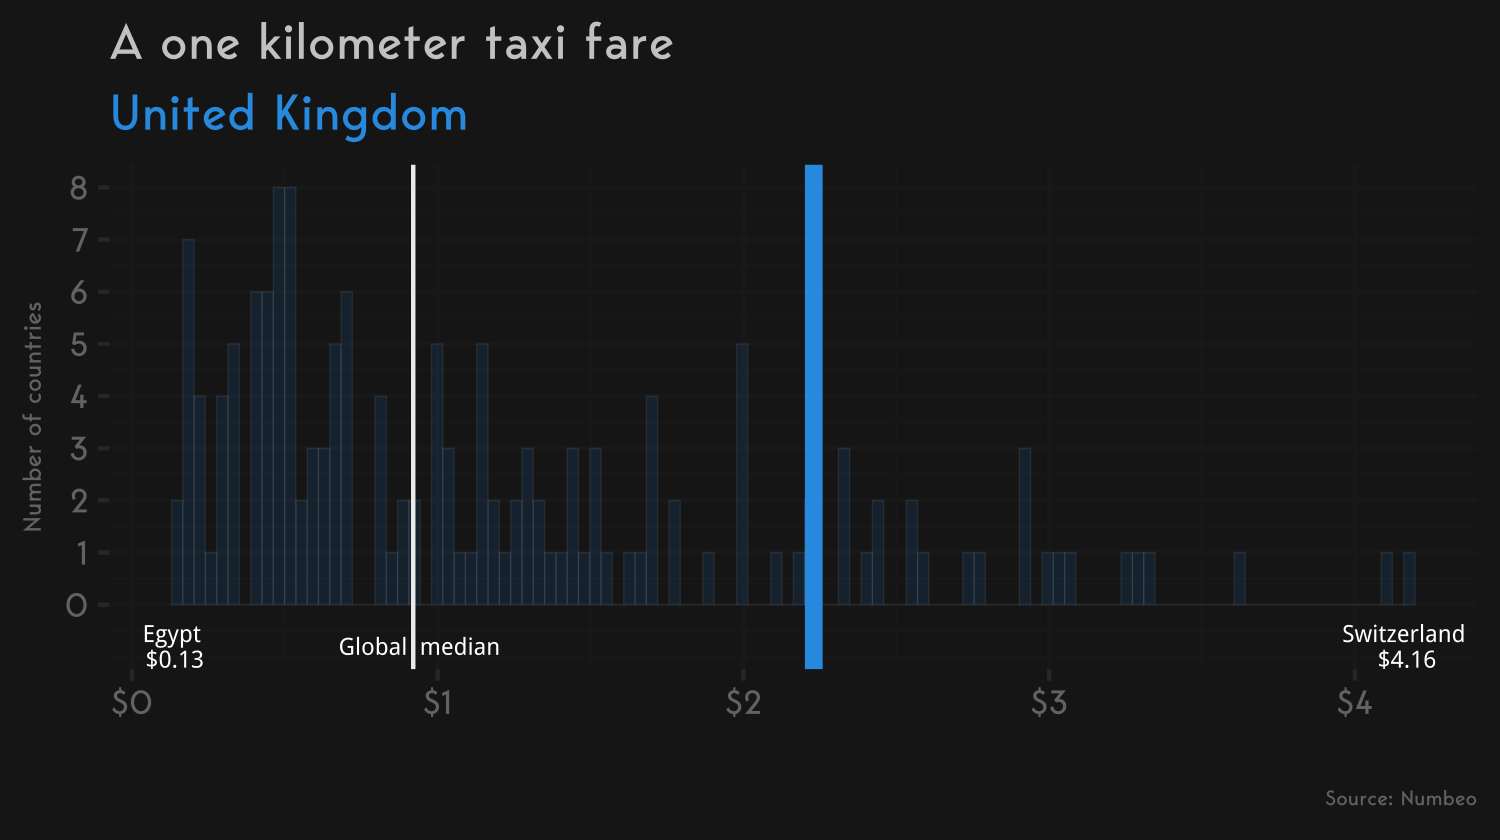 A one kilometer taxi fare
United Kingdom
Number of countries
8
7
6
5
4
3
2
1
0
Egypt
$0.13
Global median
Switzerland
$4.16
$0 $1 $2 $3 $4
Source: Numbeo